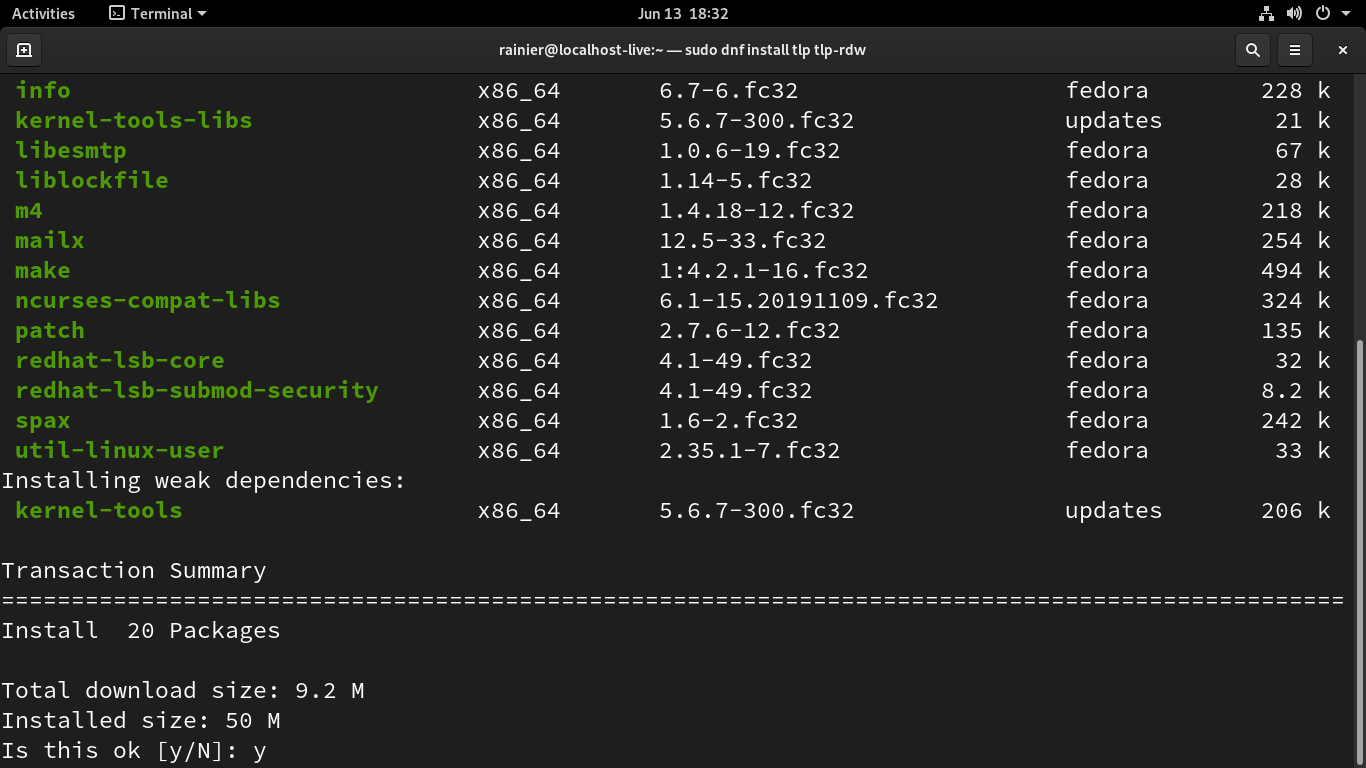 Activities Terminal Jun 13 18:32
rainier@localhost-live:~ — sudo dnf install tlp tlp-rdw
info x86_64 6.7-6.fc32 fedora 228 k
kernel-tools-libs x86_64 5.6.7-300.fc32 updates 21 k
libesmtp x86_64 1.0.6-19.fc32 fedora 67 k
liblockfile x86_64 1.14-5.fc32 fedora 28 k
m4 x86_64 1.4.18-12.fc32 fedora 218 k
mailx x86_64 12.5-33.fc32 fedora 254 k
make x86_64 1:4.2.1-16.fc32 fedora 494 k
ncurses-compat-libs x86_64 6.1-15.20191109.fc32 fedora 324 k
patch x86_64 2.7.6-12.fc32 fedora 135 k
redhat-lsb-core x86_64 4.1-49.fc32 fedora 32 k
redhat-lsb-submod-security x86_64 4.1-49.fc32 fedora 8.2 k
spax x86_64 1.6-2.fc32 fedora 242 k
util-linux-user x86_64 2.35.1-7.fc32 fedora 33 k
Installing weak dependencies:
kernel-tools x86_64 5.6.7-300.fc32 updates 206 k
Transaction Summary
================================================================================================
Install  20 Packages
Total download size: 9.2 M
Installed size: 50 M
Is this ok [y/N]: y